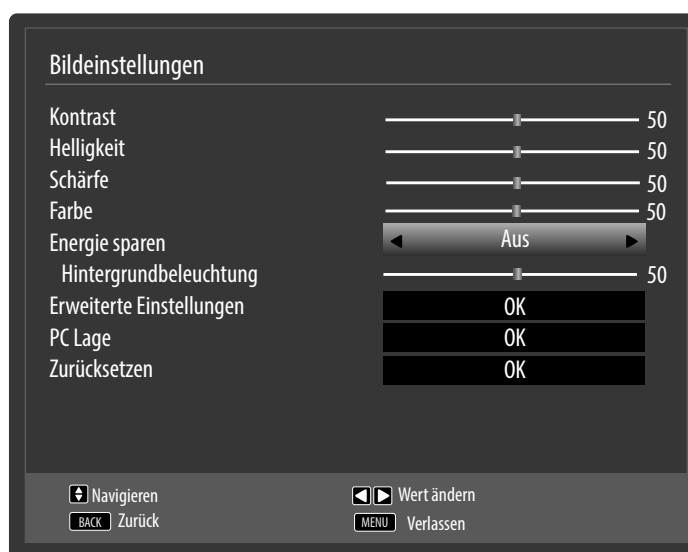 Bildeinstellungen
Kontrast 50
Helligkeit 50
Schärfe 50
Farbe 50
Energie sparen Aus
Hintergrundbeleuchtung 50
Erweiterte Einstellungen OK
PC Lage OK
Zurücksetzen OK
Navigieren Wert ändern
BACK Zurück MENU Verlassen